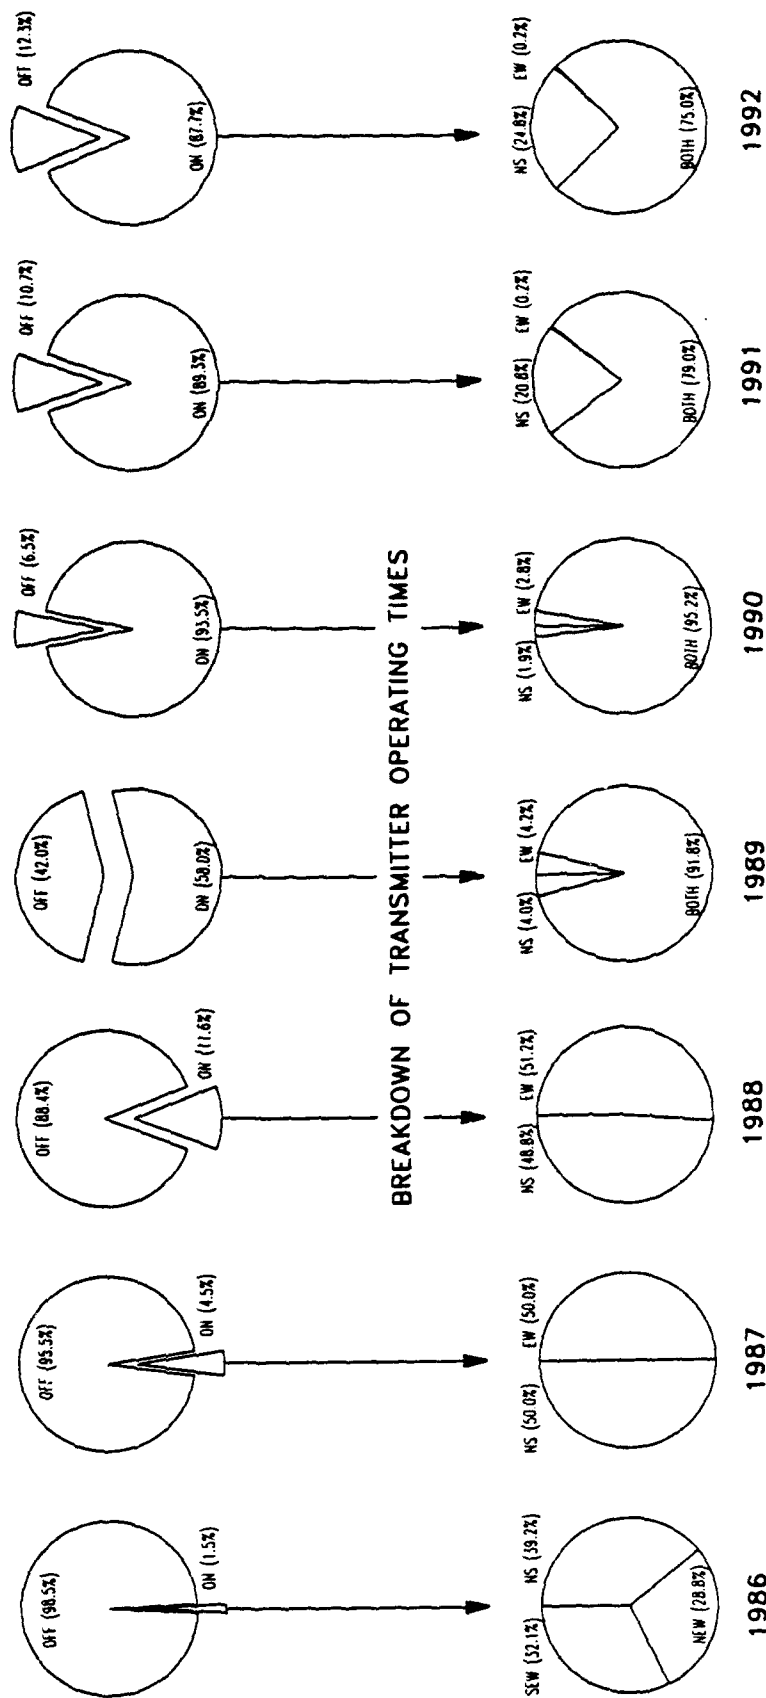 OFF (98.5%)
ON (1.5%)
OFF (95.5%)
ON (4.5%)
OFF (88.4%)
ON (11.6%)
OFF (42.0%)
ON (58.0%)
OFF (6.5%)
ON (93.5%)
OFF (10.7%)
ON (89.3%)
OFF (12.3%)
ON (87.7%)
BREAKDOWN OF TRANSMITTER OPERATING TIMES
SEW (32.1%)
NS (39.2%)
NEW (28.8%)
NS (50.0%)
EW (50.0%)
NS (48.8%)
EW (51.2%)
NS (4.0%)
EW (4.2%)
BOTH (91.8%)
NS (1.9%)
EW (2.8%)
BOTH (95.2%)
NS (20.8%)
EW (0.2%)
BOTH (79.0%)
NS (24.8%)
EW (0.2%)
BOTH (75.0%)
1986
1987
1988
1989
1990
1991
1992